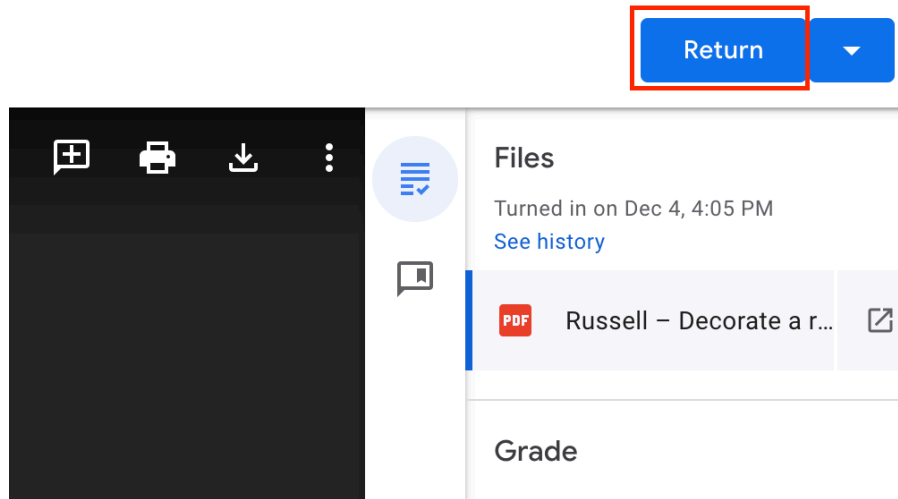 Return
Files
Turned in on Dec 4, 4:05 PM
See history
PDF Russell – Decorate a r...
Grade